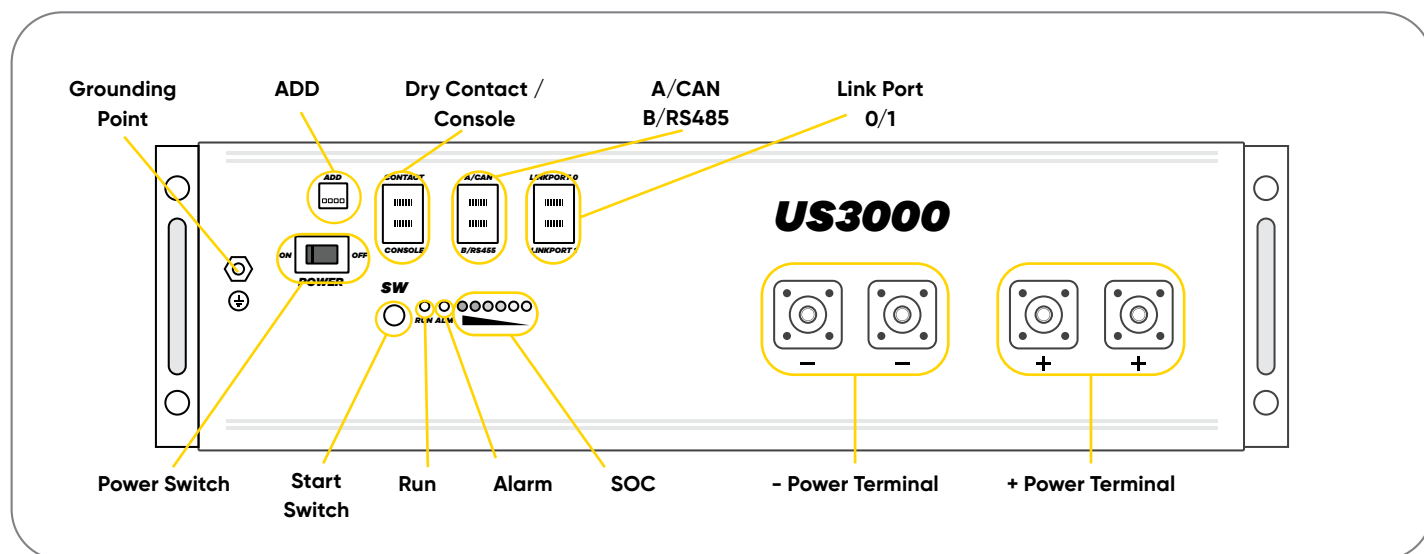 Grounding
Point
ADD
Dry Contact /
Console
A/CAN
B/RS485
Link Port
0/1
ADD
CONTACT
A/CAN
LINKPORT 0
CONSOLE
B/RS455
LINKPORT 1
US3000
ON
OFF
POWER
SW
RUN
ALM
−
−
+
+
Power Switch
Start
Switch
Run
Alarm
SOC
- Power Terminal
+ Power Terminal